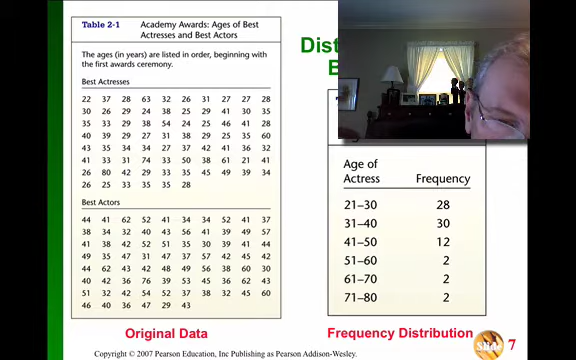 Table 2-1 Academy Awards: Ages of Best
Actresses and Best Actors
The ages (in years) are listed in order, beginning with
the first awards ceremony.
Best Actresses
22 37 28 63 32 26 31 27 27 28
30 26 29 24 38 25 29 41 30 35
35 33 29 38 54 24 25 46 41 28
40 39 29 27 31 38 29 25 35 60
43 35 34 34 27 37 42 41 36 32
41 33 31 74 33 50 38 61 21 41
26 80 42 29 33 35 45 49 39 34
26 25 33 35 35 28
Best Actors
44 41 62 52 41 34 34 52 41 37
38 34 32 40 43 56 41 39 49 57
41 38 42 52 51 35 30 39 41 44
49 35 47 31 47 37 57 42 45 42
44 62 43 42 48 49 56 38 60 30
40 42 36 76 39 53 45 36 62 43
51 32 42 54 52 37 38 32 45 60
46 40 36 47 29 43
Original Data
Age of
Actress Frequency
21–30 28
31–40 30
41–50 12
51–60 2
61–70 2
71–80 2
Frequency Distribution
Slide 7
Copyright © 2007 Pearson Education, Inc Publishing as Pearson Addison-Wesley.